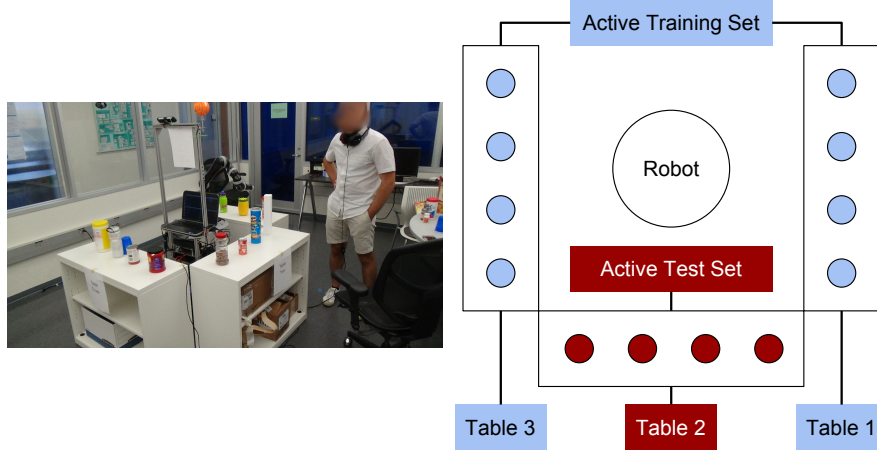 Active Training Set
Robot
Active Test Set
Table 3
Table 2
Table 1